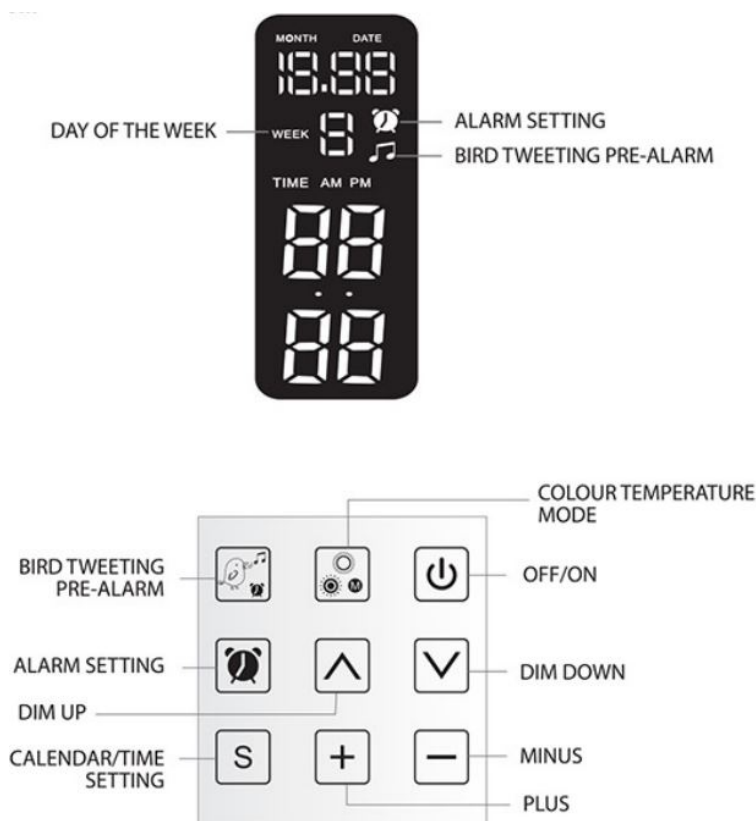 MONTH DATE
18.88
DAY OF THE WEEK
WEEK 8
ALARM SETTING
BIRD TWEETING PRE-ALARM
TIME AM PM
88
88
COLOUR TEMPERATURE
MODE
BIRD TWEETING
PRE-ALARM
M
OFF/ON
ALARM SETTING
DIM DOWN
DIM UP
CALENDAR/TIME
SETTING
S
MINUS
PLUS